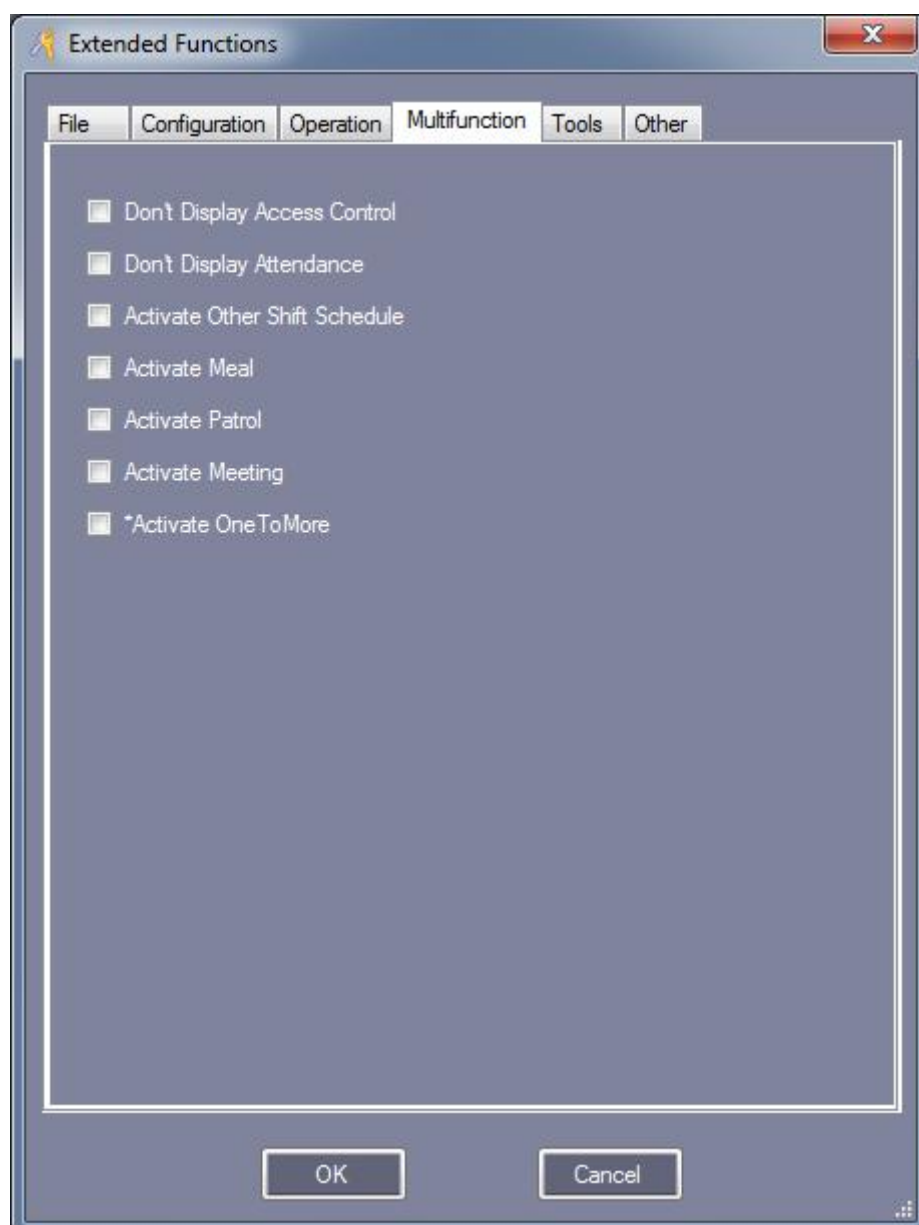 Extended Functions
File Configuration Operation Multifunction Tools Other
Don't Display Access Control
Don't Display Attendance
Activate Other Shift Schedule
Activate Meal
Activate Patrol
Activate Meeting
*Activate OneToMore
OK Cancel